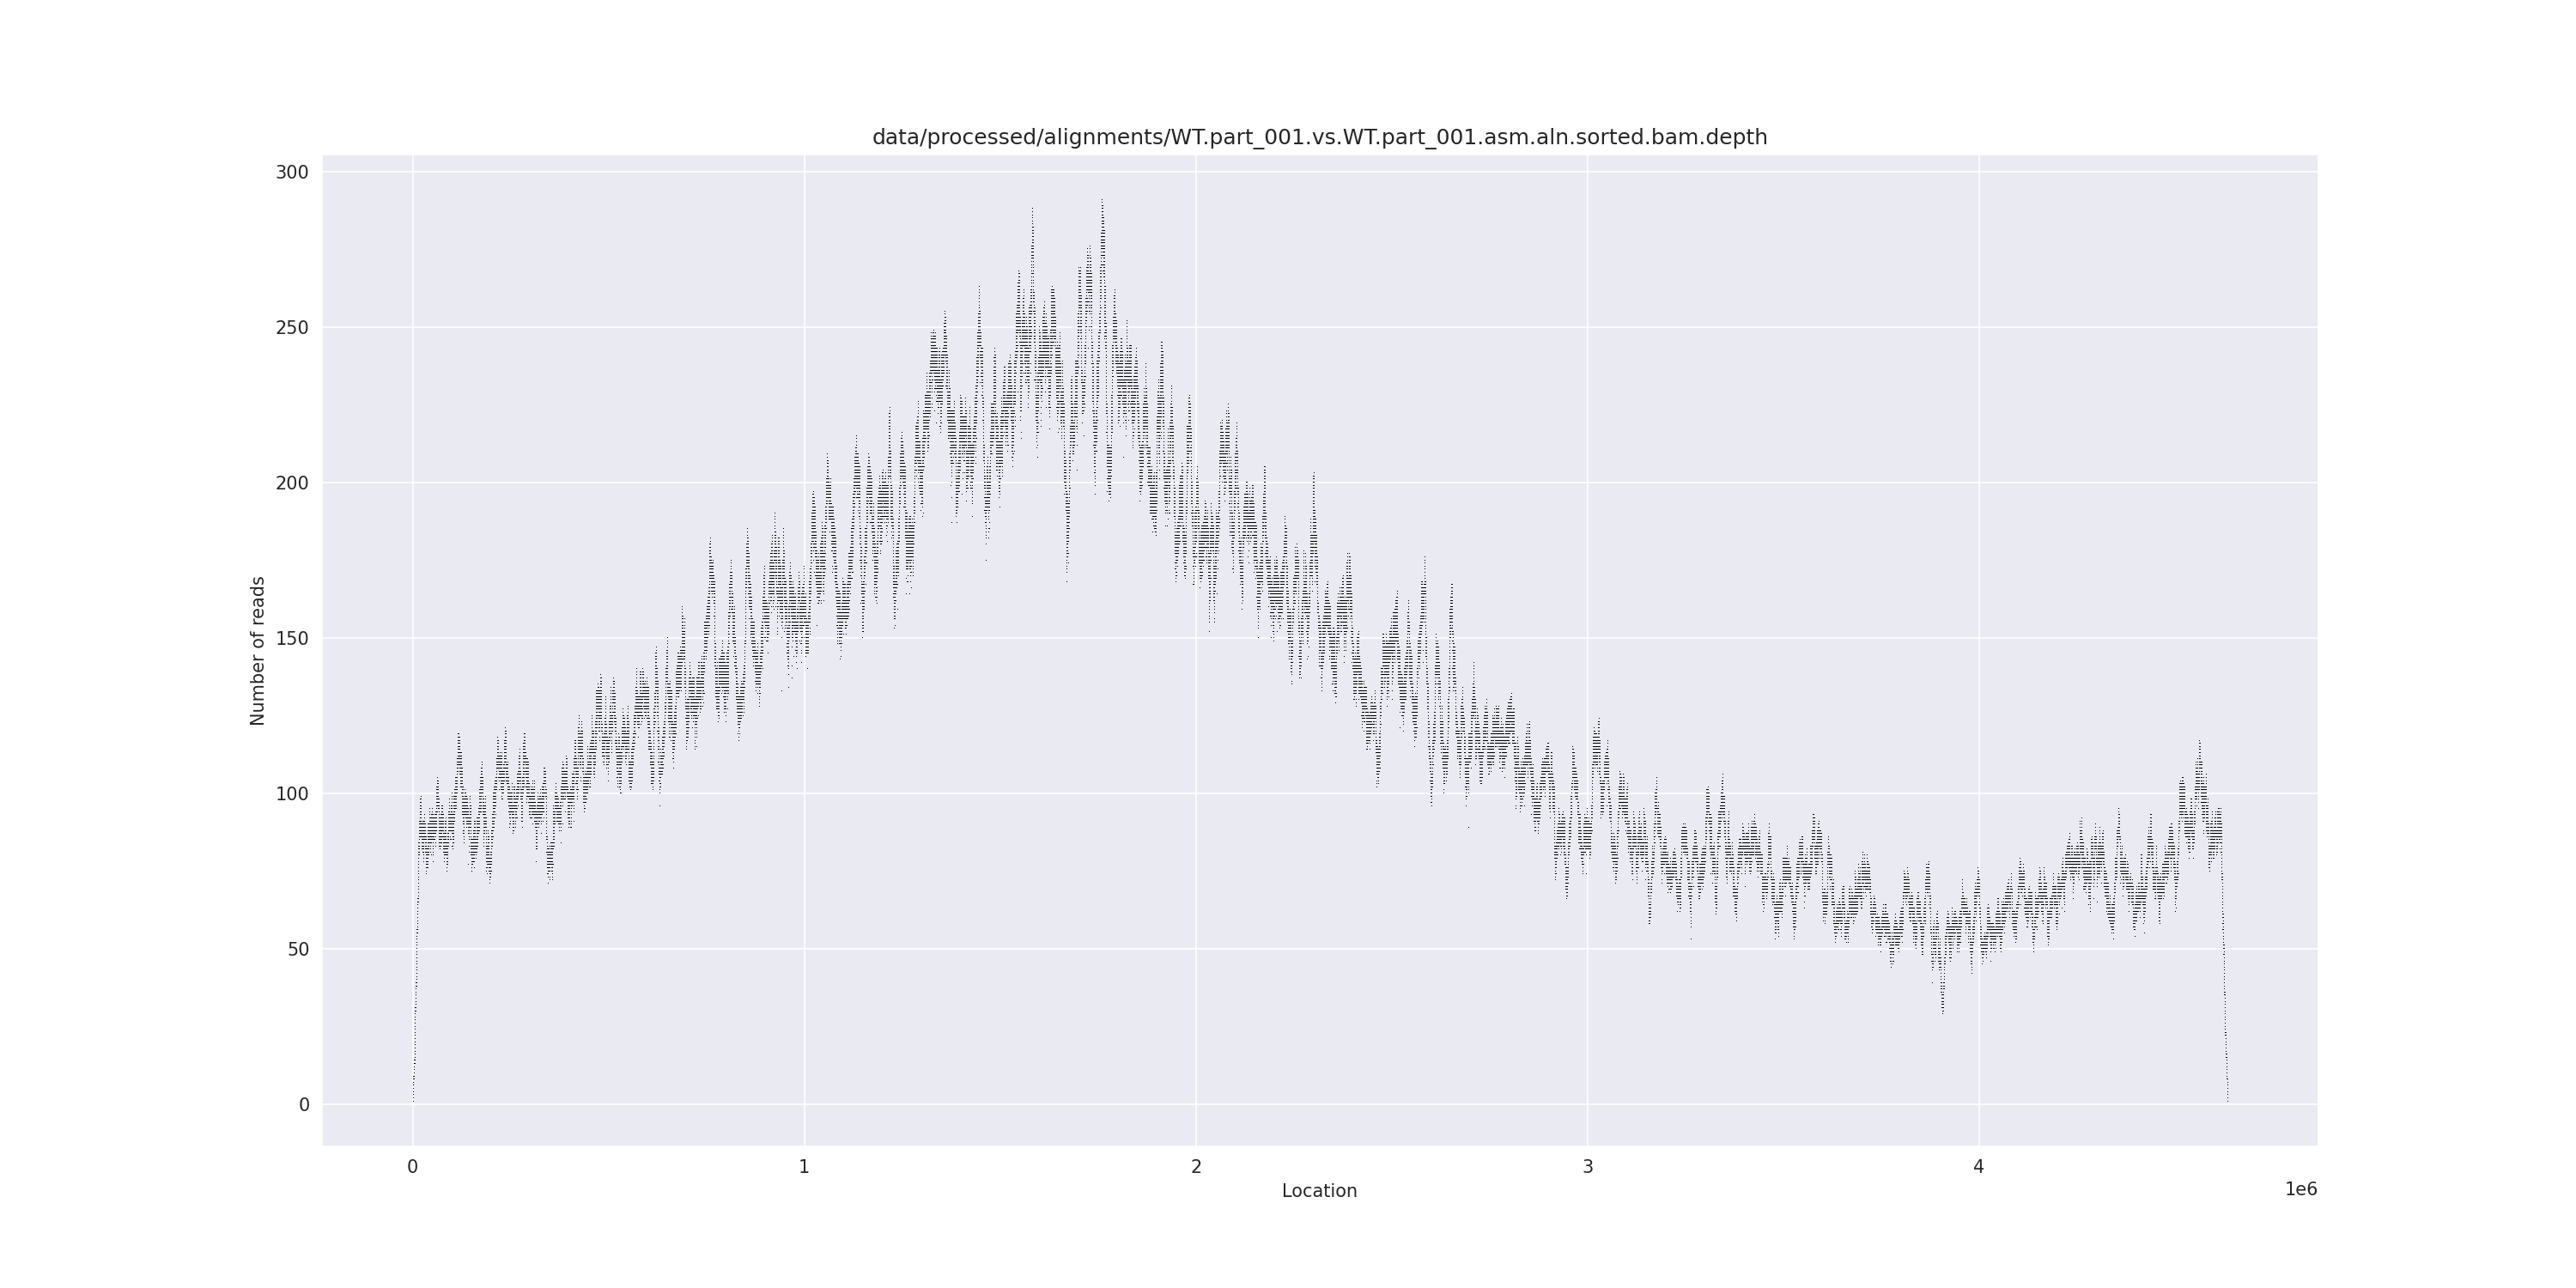 data/processed/alignments/WT.part_001.vs.WT.part_001.asm.aln.sorted.bam.depth
300
250
200
150
100
50
0
Number of reads
0 1 2 3 4
1e6
Location